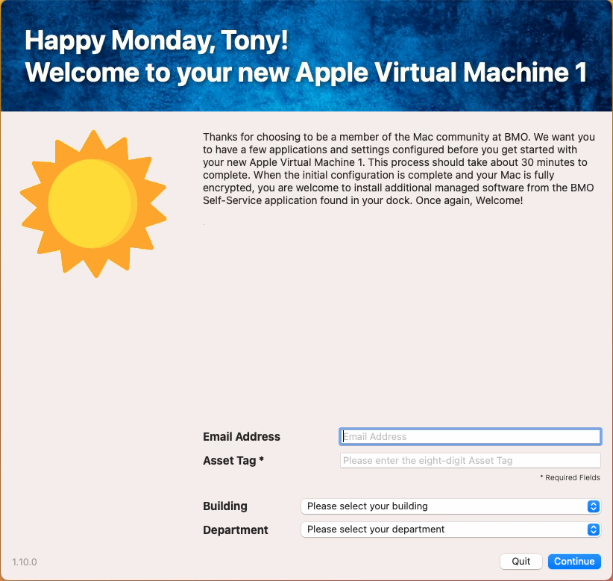 Happy Monday, Tony!
Welcome to your new Apple Virtual Machine 1
Thanks for choosing to be a member of the Mac community at BMO. We want you
to have a few applications and settings configured before you get started with
your new Apple Virtual Machine 1. This process should take about 30 minutes to
complete. When the initial configuration is complete and your Mac is fully
encrypted, you are welcome to install additional managed software from the BMO
Self-Service application found in your dock. Once again, Welcome!
Email Address Email Address
Asset Tag * Please enter the eight-digit Asset Tag
* Required Fields
Building Please select your building
Department Please select your department
1.10.0 Quit Continue